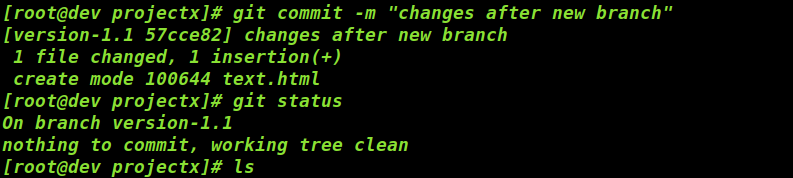 [root@dev projectx]# git commit -m "changes after new branch"
[version-1.1 57cce82] changes after new branch
 1 file changed, 1 insertion(+)
 create mode 100644 text.html
[root@dev projectx]# git status
On branch version-1.1
nothing to commit, working tree clean
[root@dev projectx]# ls